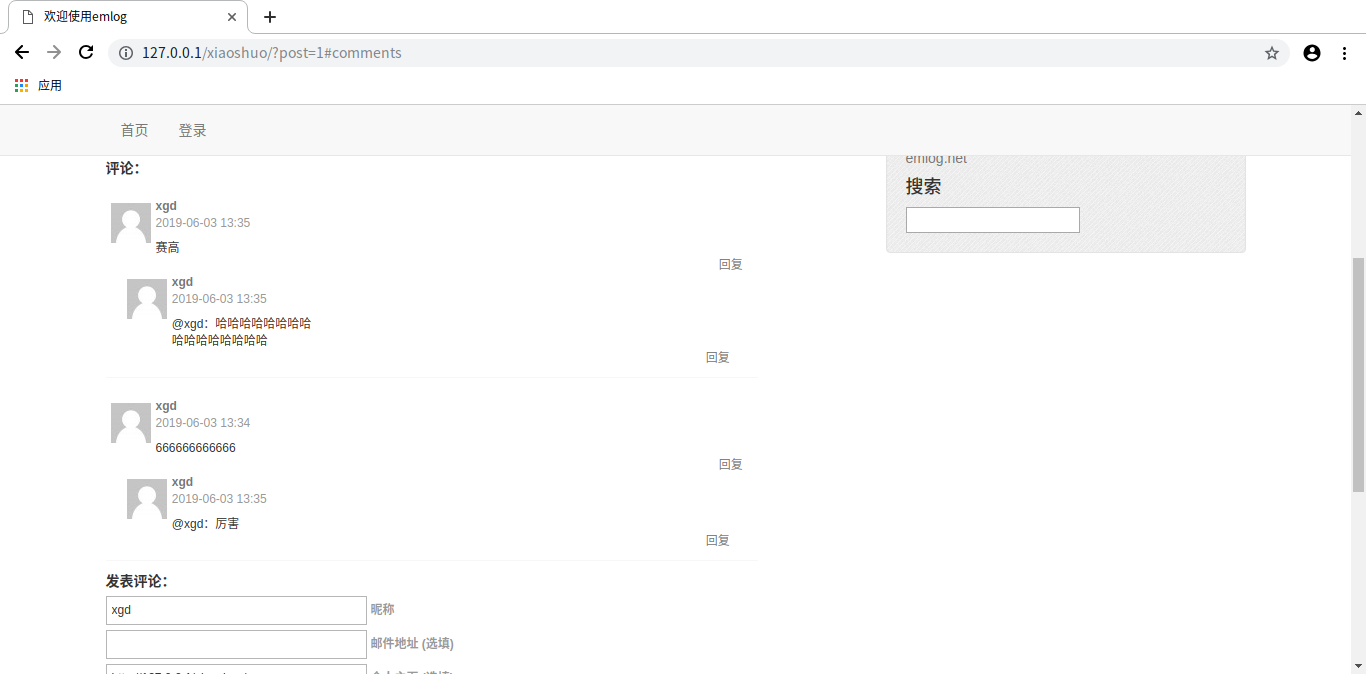 欢迎使用emlog
127.0.0.1/xiaoshuo/?post=1#comments
应用
首页 登录
评论：
xgd
2019-06-03 13:35
赛高
回复
xgd
2019-06-03 13:35
@xgd：哈哈哈哈哈哈哈哈
哈哈哈哈哈哈哈哈
回复
xgd
2019-06-03 13:34
666666666666
回复
xgd
2019-06-03 13:35
@xgd：厉害
回复
发表评论：
xgd 昵称
邮件地址 (选填)
emlog.net
搜索